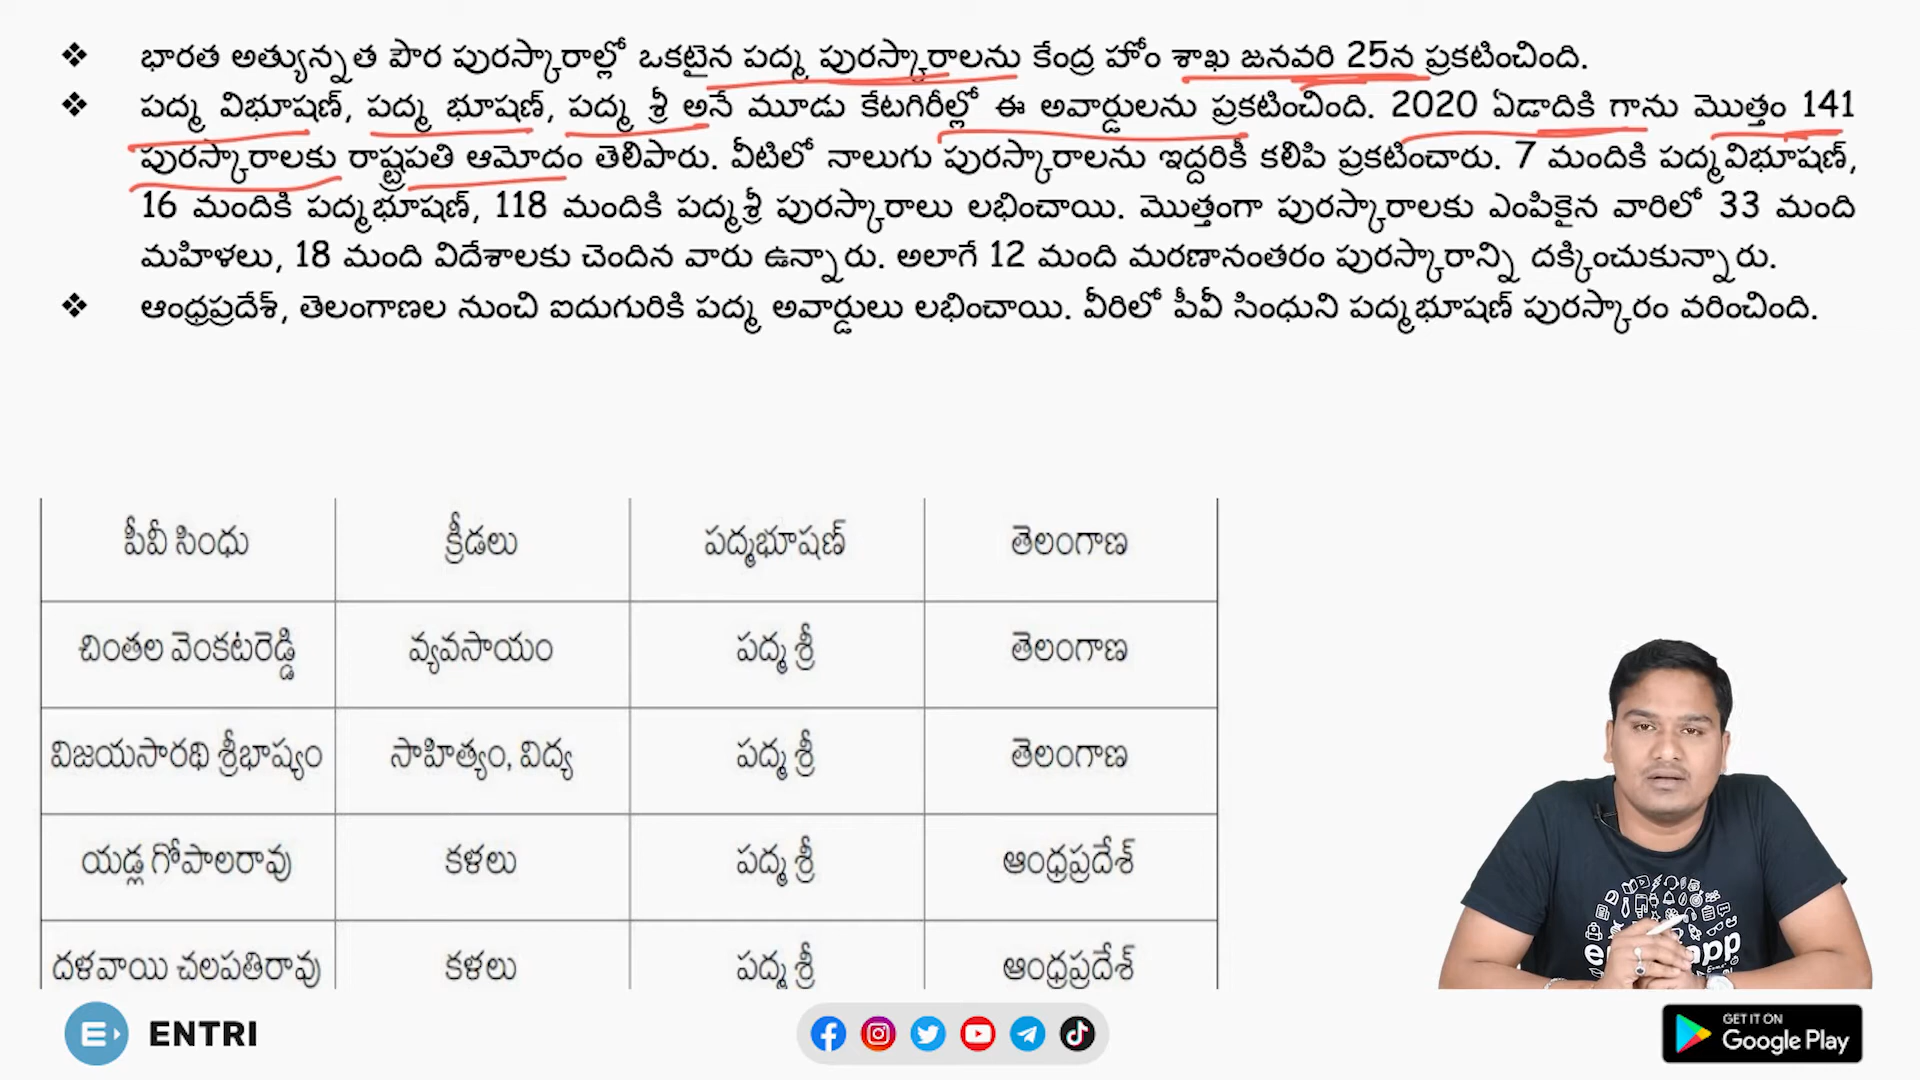 ❖ భారత అత్యున్నత పౌర పురస్కారాల్లో ఒకటైన పద్మ పురస్కారాలను కేంద్ర హోం శాఖ జనవరి 25న ప్రకటించింది.
❖ పద్మ విభూషణ్, పద్మ భూషణ్, పద్మ శ్రీ అనే మూడు కేటగిరీల్లో ఈ అవార్డులను ప్రకటించింది. 2020 ఏడాదికి గాను మొత్తం 141
పురస్కారాలకు రాష్ట్రపతి ఆమోదం తెలిపారు. వీటిలో నాలుగు పురస్కారాలను ఇద్దరికీ కలిపి ప్రకటించారు. 7 మందికి పద్మవిభూషణ్,
16 మందికి పద్మభూషణ్, 118 మందికి పద్మశ్రీ పురస్కారాలు లభించాయి. మొత్తంగా పురస్కారాలకు ఎంపికైన వారిలో 33 మంది
మహిళలు, 18 మంది విదేశాలకు చెందిన వారు ఉన్నారు. అలాగే 12 మంది మరణానంతరం పురస్కారాన్ని దక్కించుకున్నారు.
❖ ఆంధ్రప్రదేశ్, తెలంగాణల నుంచి ఐదుగురికి పద్మ అవార్డులు లభించాయి. వీరిలో పీవీ సింధుని పద్మభూషణ్ పురస్కారం వరించింది.
పీవీ సింధు క్రీడలు పద్మభూషణ్ తెలంగాణ
చింతల వెంకటరెడ్డి వ్యవసాయం పద్మ శ్రీ తెలంగాణ
విజయసారథి శ్రీభాష్యం సాహిత్యం, విద్య పద్మ శ్రీ తెలంగాణ
యడ్ల గోపాలరావు కళలు పద్మ శ్రీ ఆంధ్రప్రదేశ్
దళవాయి చలపతిరావు కళలు పద్మ శ్రీ ఆంధ్రప్రదేశ్
ENTRI
GET IT ON
Google Play